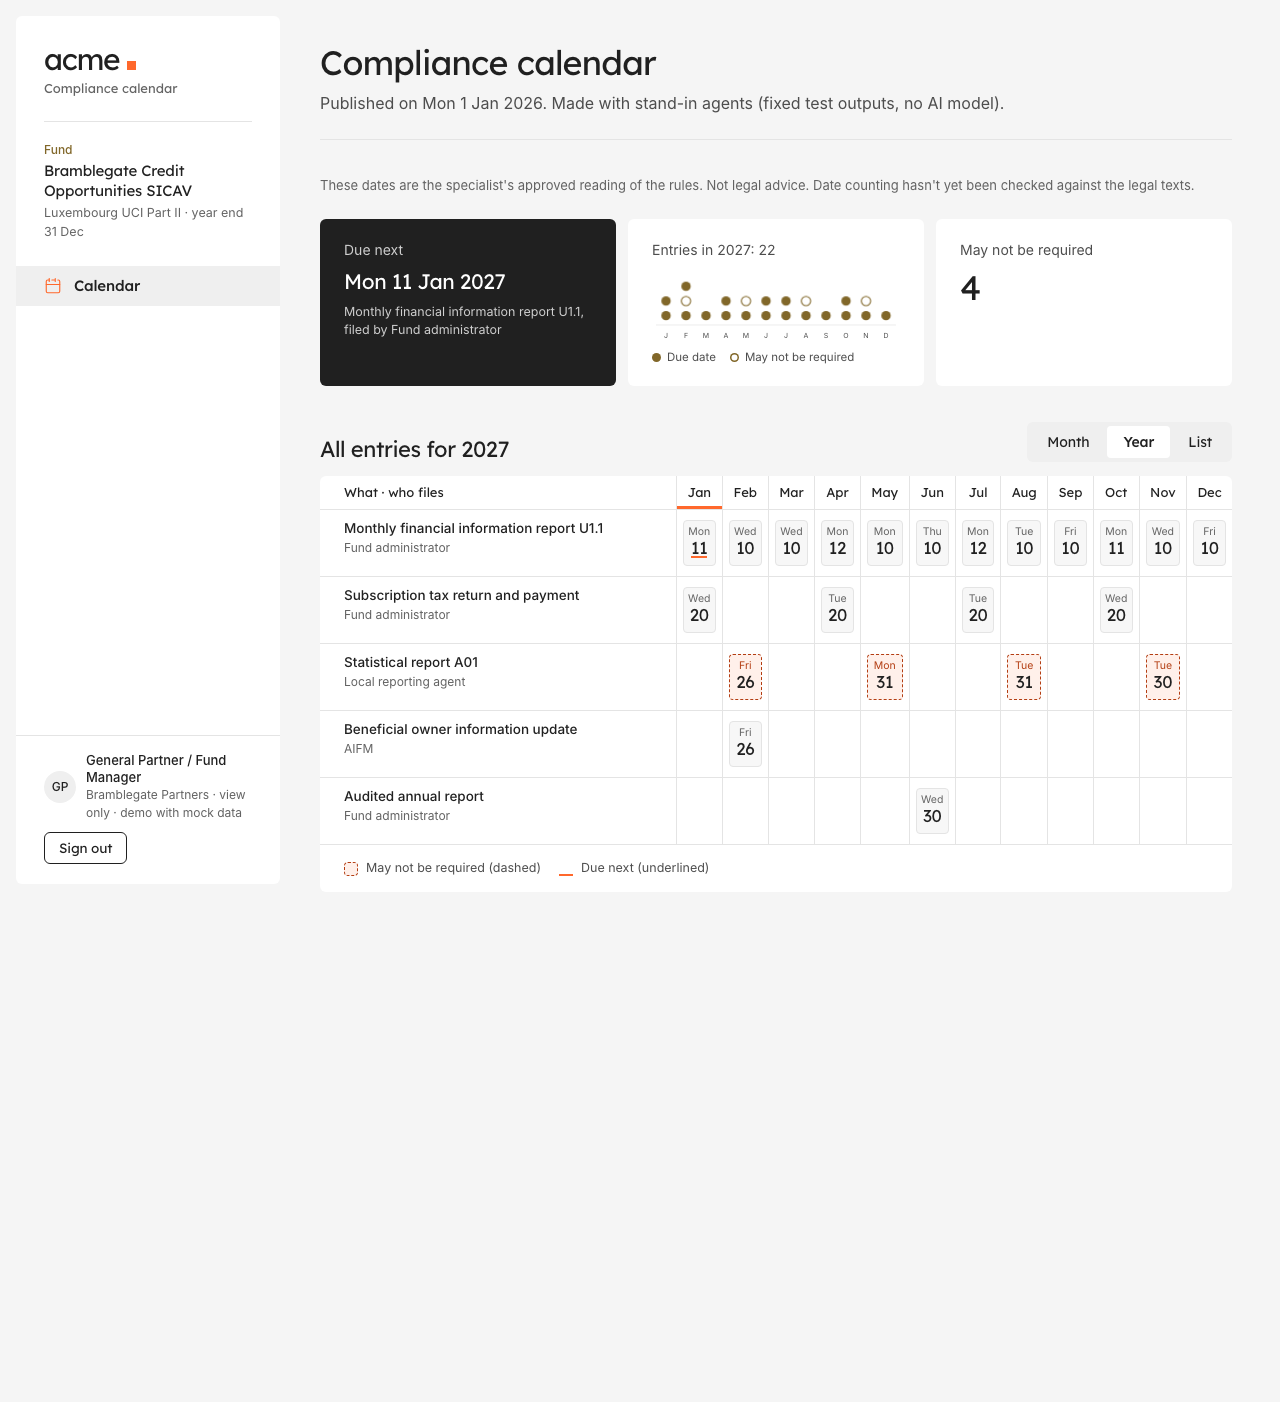 acme
Compliance calendar
Fund
Bramblegate Credit
Opportunities SICAV
Luxembourg UCI Part II · year end
31 Dec
Calendar
GP
General Partner / Fund
Manager
Bramblegate Partners · view
only · demo with mock data
Sign out
Compliance calendar
Published on Mon 1 Jan 2026. Made with stand-in agents (fixed test outputs, no AI model).
These dates are the specialist's approved reading of the rules. Not legal advice. Date counting hasn't yet been checked against the legal texts.
Due next
Mon 11 Jan 2027
Monthly financial information report U1.1,
filed by Fund administrator
Entries in 2027: 22
J F M A M J J A S O N D
Due date May not be required
May not be required
4
All entries for 2027
Month Year List
What · who files Jan Feb Mar Apr May Jun Jul Aug Sep Oct Nov Dec
Monthly financial information report U1.1
Fund administrator
Mon Wed Wed Mon Mon Thu Mon Tue Fri Mon Wed Fri
11 10 10 12 10 10 12 10 10 11 10 10
Subscription tax return and payment
Fund administrator
Wed Tue Tue Wed
20 20 20 20
Statistical report A01
Local reporting agent
Fri Mon Tue Tue
26 31 31 30
Beneficial owner information update
AIFM
Fri
26
Audited annual report
Fund administrator
Wed
30
May not be required (dashed) Due next (underlined)